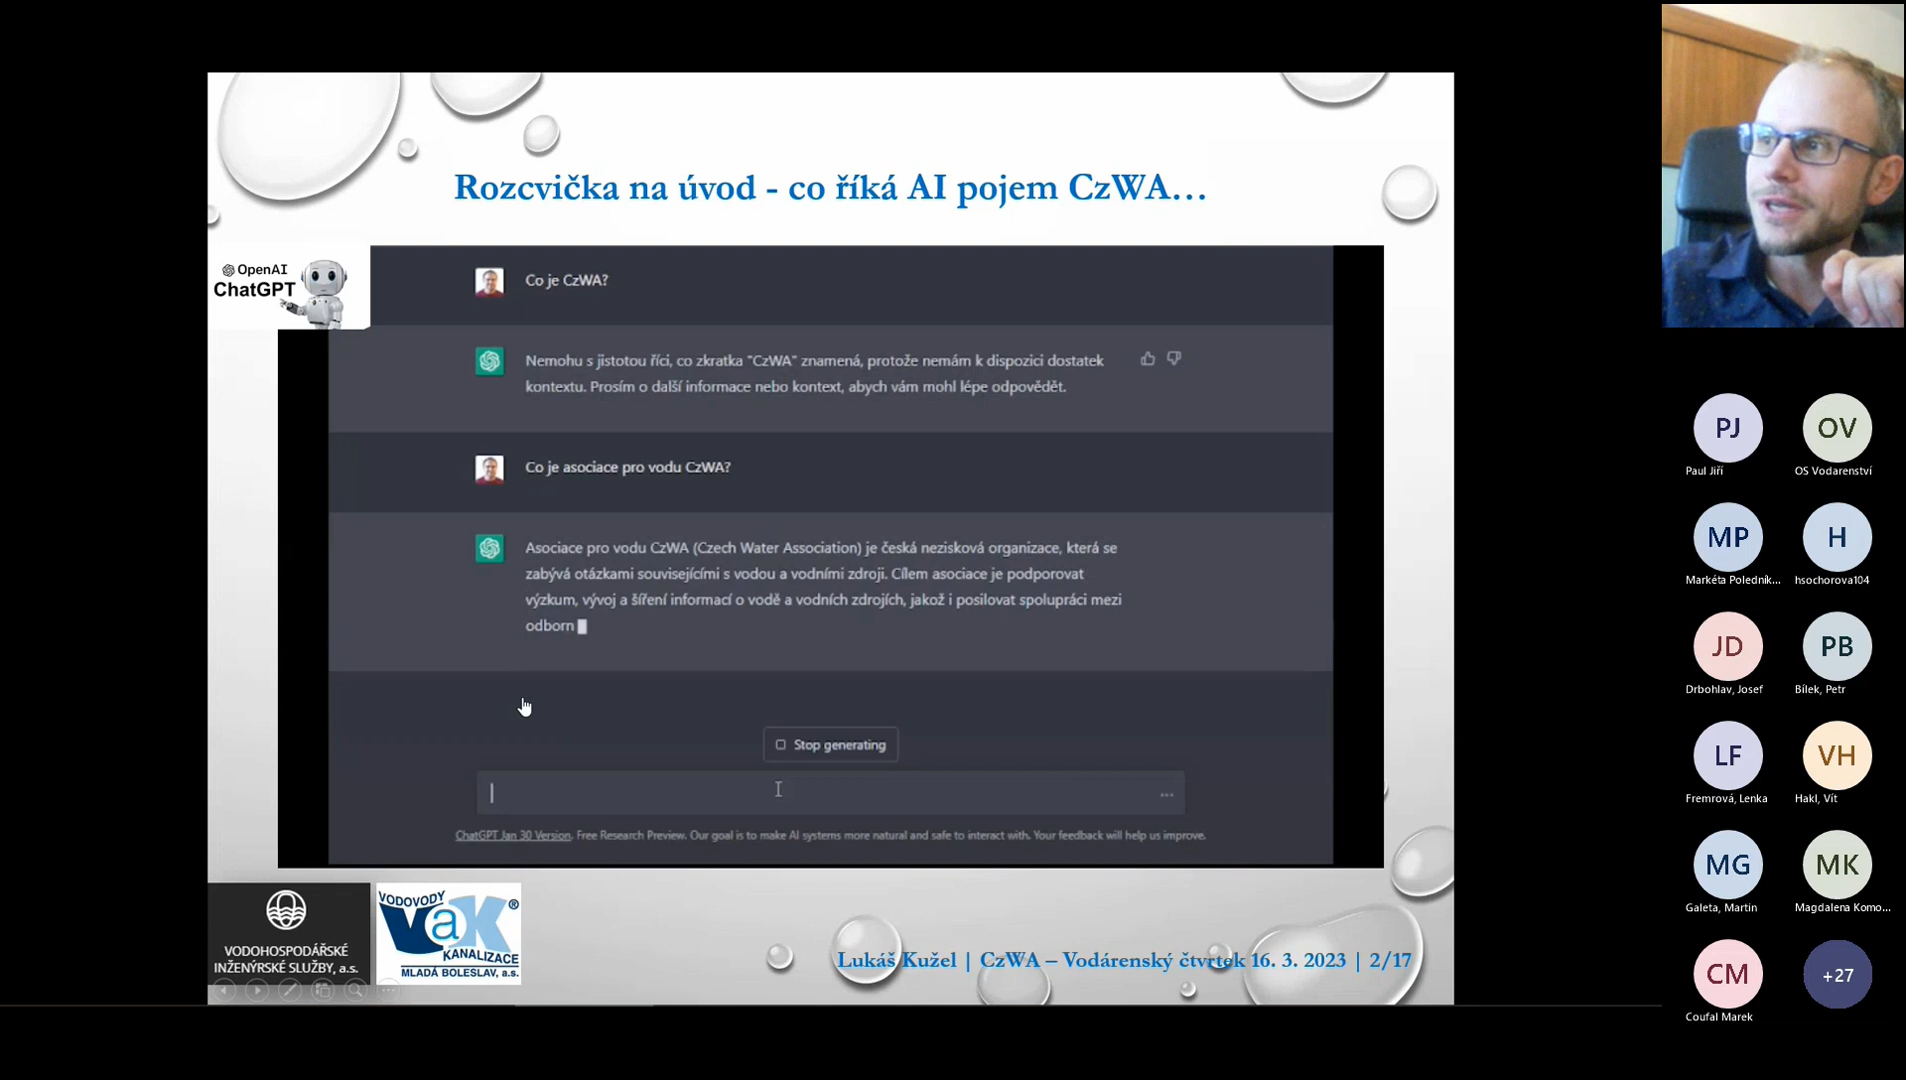 Rozcvička na úvod - co říká AI pojem CzWA...
OpenAI
ChatGPT
Co je CzWA?
Nemohu s jistotou říci, co zkratka "CzWA" znamená, protože nemám k dispozici dostatek
kontextu. Prosím o další informace nebo kontext, abych vám mohl lépe odpovědět.
Co je asociace pro vodu CzWA?
Asociace pro vodu CzWA (Czech Water Association) je česká nezisková organizace, která se
zabývá otázkami souvisejícími s vodou a vodními zdroji. Cílem asociace je podporovat
výzkum, vývoj a šíření informací o vodě a vodních zdrojích, jakož i posilovat spolupráci mezi
odborn
Stop generating
ChatGPT Jan 30 Version. Free Research Preview. Our goal is to make AI systems more natural and safe to interact with. Your feedback will help us improve.
VODOHOSPODÁŘSKÉ
INŽENÝRSKÉ SLUŽBY, a.s.
VODOVODY
VaK®
KANALIZACE
MLADÁ BOLESLAV, a.s.
Lukáš Kužel | CzWA – Vodárenský čtvrtek 16. 3. 2023 | 2/17
PJ
Paul Jiří
OV
OS Vodarenství
MP
Markéta Poledník...
H
hsochorova104
JD
Drbohlav, Josef
PB
Bílek, Petr
LF
Fremrová, Lenka
VH
Hakl, Vít
MG
Galeta, Martin
MK
Magdalena Komo...
CM
Coufal Marek
+27